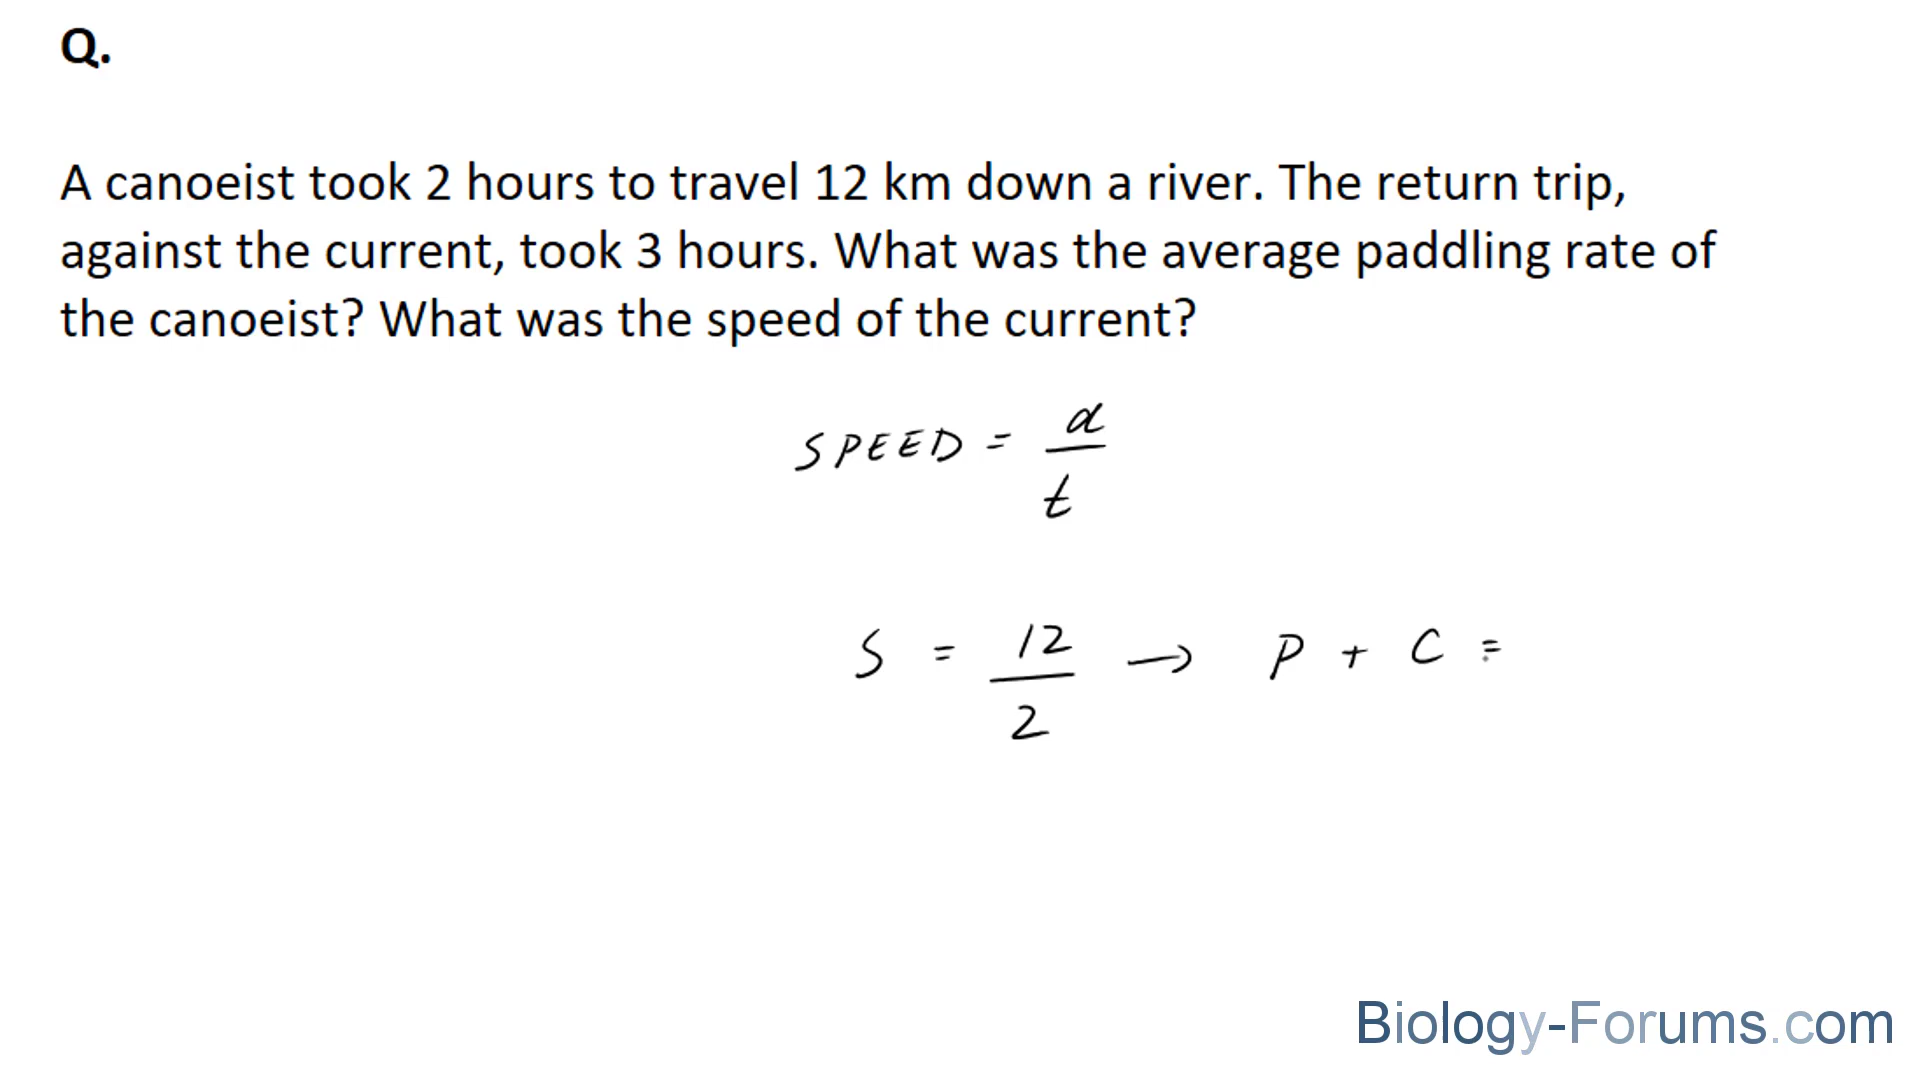 Q.
A canoeist took 2 hours to travel 12 km down a river. The return trip,
against the current, took 3 hours. What was the average paddling rate of
the canoeist? What was the speed of the current?
SPEED = d/t
S = 12/2 → P + C =
Biology-Forums.com